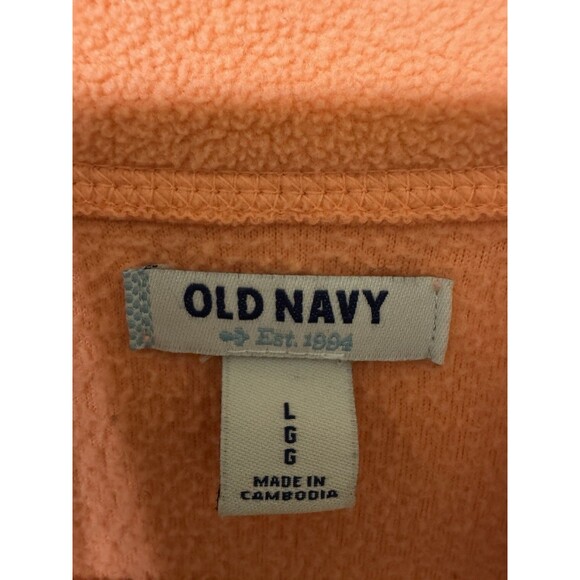 OLD NAVY
Est. 1994
L
G
G
MADE IN
CAMBODIA